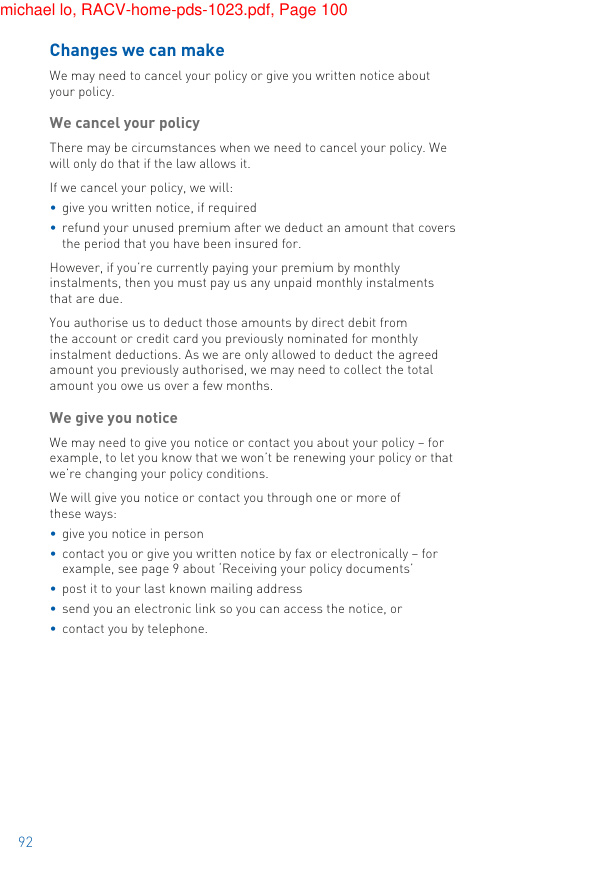 michael lo, RACV-home-pds-1023.pdf, Page 100
Changes we can make
We may need to cancel your policy or give you written notice about
your policy.
We cancel your policy
There may be circumstances when we need to cancel your policy. We
will only do that if the law allows it.
If we cancel your policy, we will:
• give you written notice, if required
• refund your unused premium after we deduct an amount that covers
the period that you have been insured for.
However, if you're currently paying your premium by monthly
instalments, then you must pay us any unpaid monthly instalments
that are due.
You authorise us to deduct those amounts by direct debit from
the account or credit card you previously nominated for monthly
instalment deductions. As we are only allowed to deduct the agreed
amount you previously authorised, we may need to collect the total
amount you owe us over a few months.
We give you notice
We may need to give you notice or contact you about your policy – for
example, to let you know that we won't be renewing your policy or that
we're changing your policy conditions.
We will give you notice or contact you through one or more of
these ways:
• give you notice in person
• contact you or give you written notice by fax or electronically – for
example, see page 9 about 'Receiving your policy documents'
• post it to your last known mailing address
• send you an electronic link so you can access the notice, or
• contact you by telephone.
92